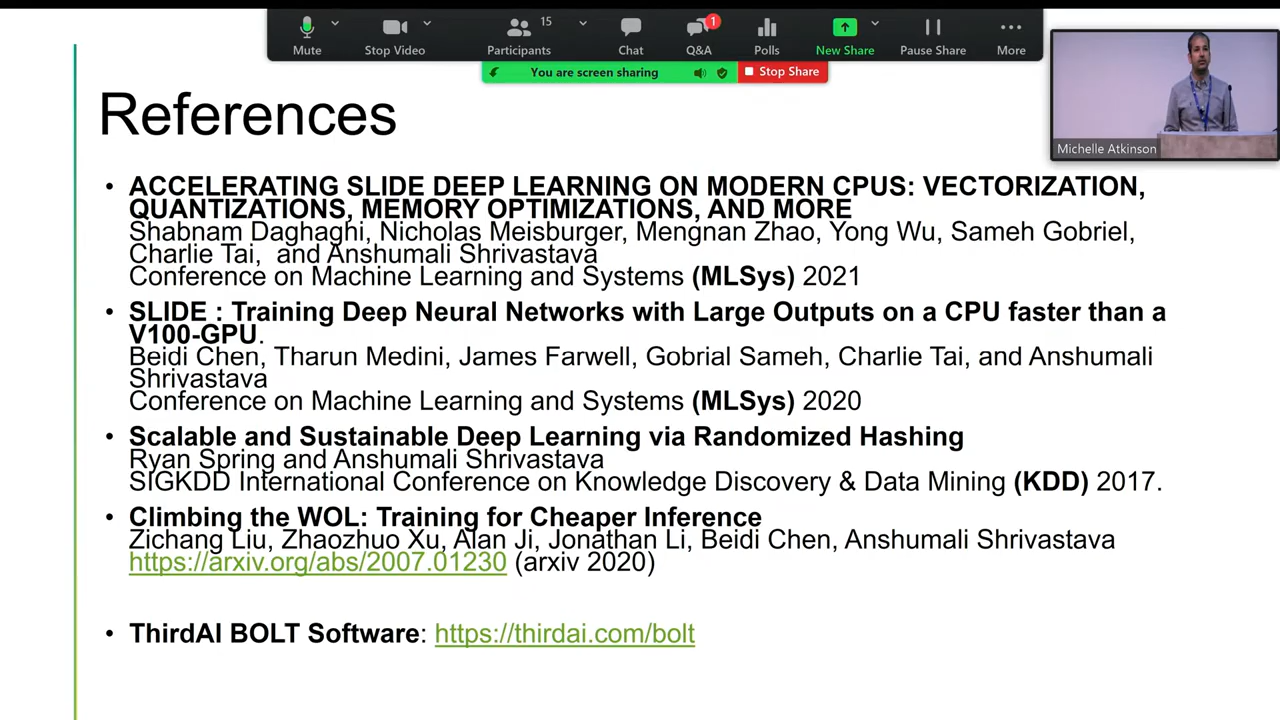 15
1
Mute
Stop Video
Participants
Chat
Q&A
Polls
New Share
Pause Share
More
You are screen sharing
Stop Share
Michelle Atkinson
References
• ACCELERATING SLIDE DEEP LEARNING ON MODERN CPUS: VECTORIZATION,
QUANTIZATIONS, MEMORY OPTIMIZATIONS, AND MORE
Shabnam Daghaghi, Nicholas Meisburger, Mengnan Zhao, Yong Wu, Sameh Gobriel,
Charlie Tai, and Anshumali Shrivastava
Conference on Machine Learning and Systems (MLSys) 2021
• SLIDE : Training Deep Neural Networks with Large Outputs on a CPU faster than a
V100-GPU.
Beidi Chen, Tharun Medini, James Farwell, Gobrial Sameh, Charlie Tai, and Anshumali
Shrivastava
Conference on Machine Learning and Systems (MLSys) 2020
• Scalable and Sustainable Deep Learning via Randomized Hashing
Ryan Spring and Anshumali Shrivastava
SIGKDD International Conference on Knowledge Discovery & Data Mining (KDD) 2017.
• Climbing the WOL: Training for Cheaper Inference
Zichang Liu, Zhaozhuo Xu, Alan Ji, Jonathan Li, Beidi Chen, Anshumali Shrivastava
https://arxiv.org/abs/2007.01230 (arxiv 2020)
• ThirdAI BOLT Software: https://thirdai.com/bolt